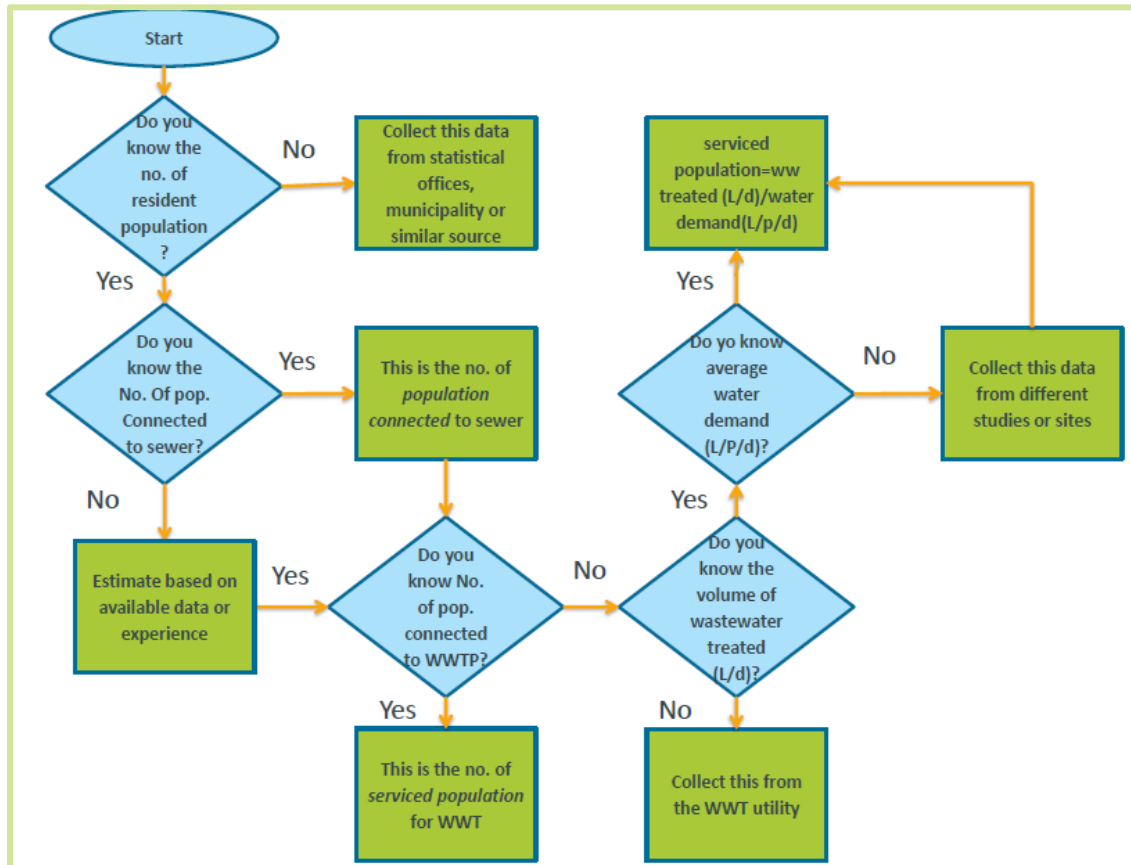 Start
Do you
know the
no. of
resident
population
?
No
Collect this data
from statistical
offices,
municipality or
similar source
Yes
Do you
know the
No. Of pop.
Connected
to sewer?
Yes
This is the no. of
population
connected to sewer
No
Estimate based on
available data or
experience
Yes
Do you
know No.
of pop.
connected
to WWTP?
Yes
This is the no. of
serviced population
for WWT
No
Do you
know the
volume of
wastewater
treated
(L/d)?
No
Collect this from
the WWT utility
Yes
Do yo know
average
water
demand
(L/P/d)?
No
Collect this data
from different
studies or sites
Yes
serviced
population=ww
treated (L/d)/water
demand(L/p/d)